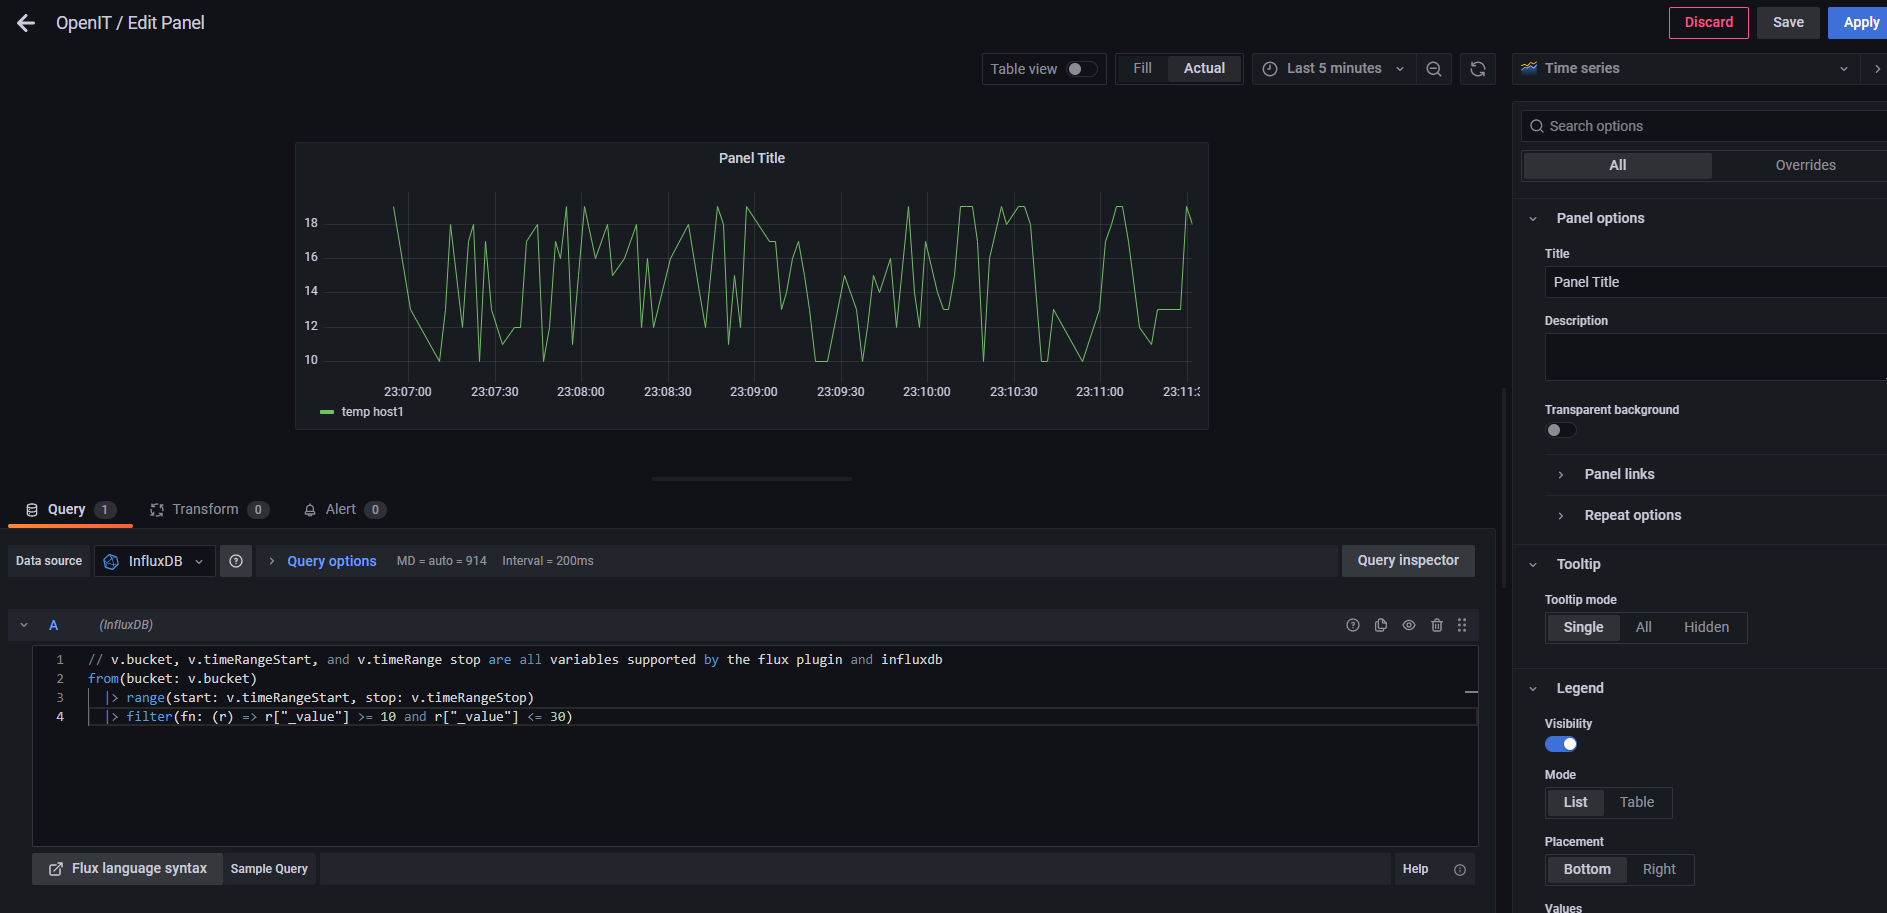 OpenIT / Edit Panel
Discard
Save
Apply
Table view
Fill
Actual
Last 5 minutes
Time series
Search options
All
Overrides
Panel Title
18
16
14
12
10
23:07:00
23:07:30
23:08:00
23:08:30
23:09:00
23:09:30
23:10:00
23:10:30
23:11:00
23:11:3
temp host1
Panel options
Title
Panel Title
Description
Transparent background
Panel links
Repeat options
Query 1
Transform 0
Alert 0
Data source
InfluxDB
Query options
MD = auto = 914
Interval = 200ms
Query inspector
A
(InfluxDB)
1 // v.bucket, v.timeRangeStart, and v.timeRange stop are all variables supported by the flux plugin and influxdb
2 from(bucket: v.bucket)
3 |> range(start: v.timeRangeStart, stop: v.timeRangeStop)
4 |> filter(fn: (r) => r["_value"] >= 10 and r["_value"] <= 30)
Flux language syntax
Sample Query
Help
Tooltip
Tooltip mode
Single
All
Hidden
Legend
Visibility
Mode
List
Table
Placement
Bottom
Right
Values